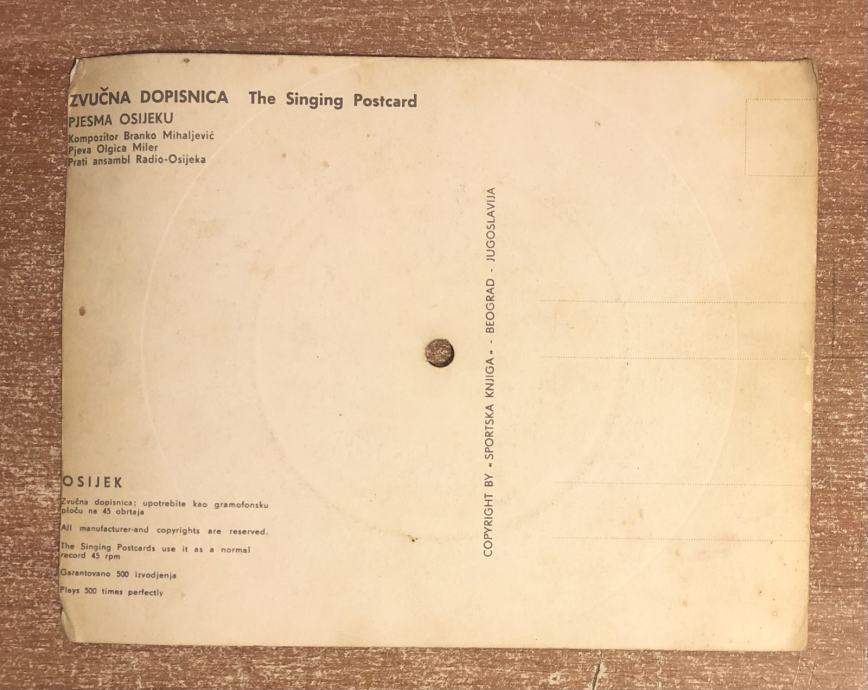 ZVUČNA DOPISNICA The Singing Postcard
PJESMA OSIJEKU
Kompozitor Branko Mihaljević
Pjeva Olgica Miler
Prati ansambl Radio-Osijeka
COPYRIGHT BY „SPORTSKA KNJIGA” - BEOGRAD - JUGOSLAVIJA
OSIJEK
Zvučna dopisnica; upotrebite kao gramofonsku
ploču na 45 obrtaja
All manufacturer-and copyrights are reserved.
The Singing Postcards use it as a normal
record 45 rpm
Garantovano 500 izvodjenja
Plays 500 times perfectly